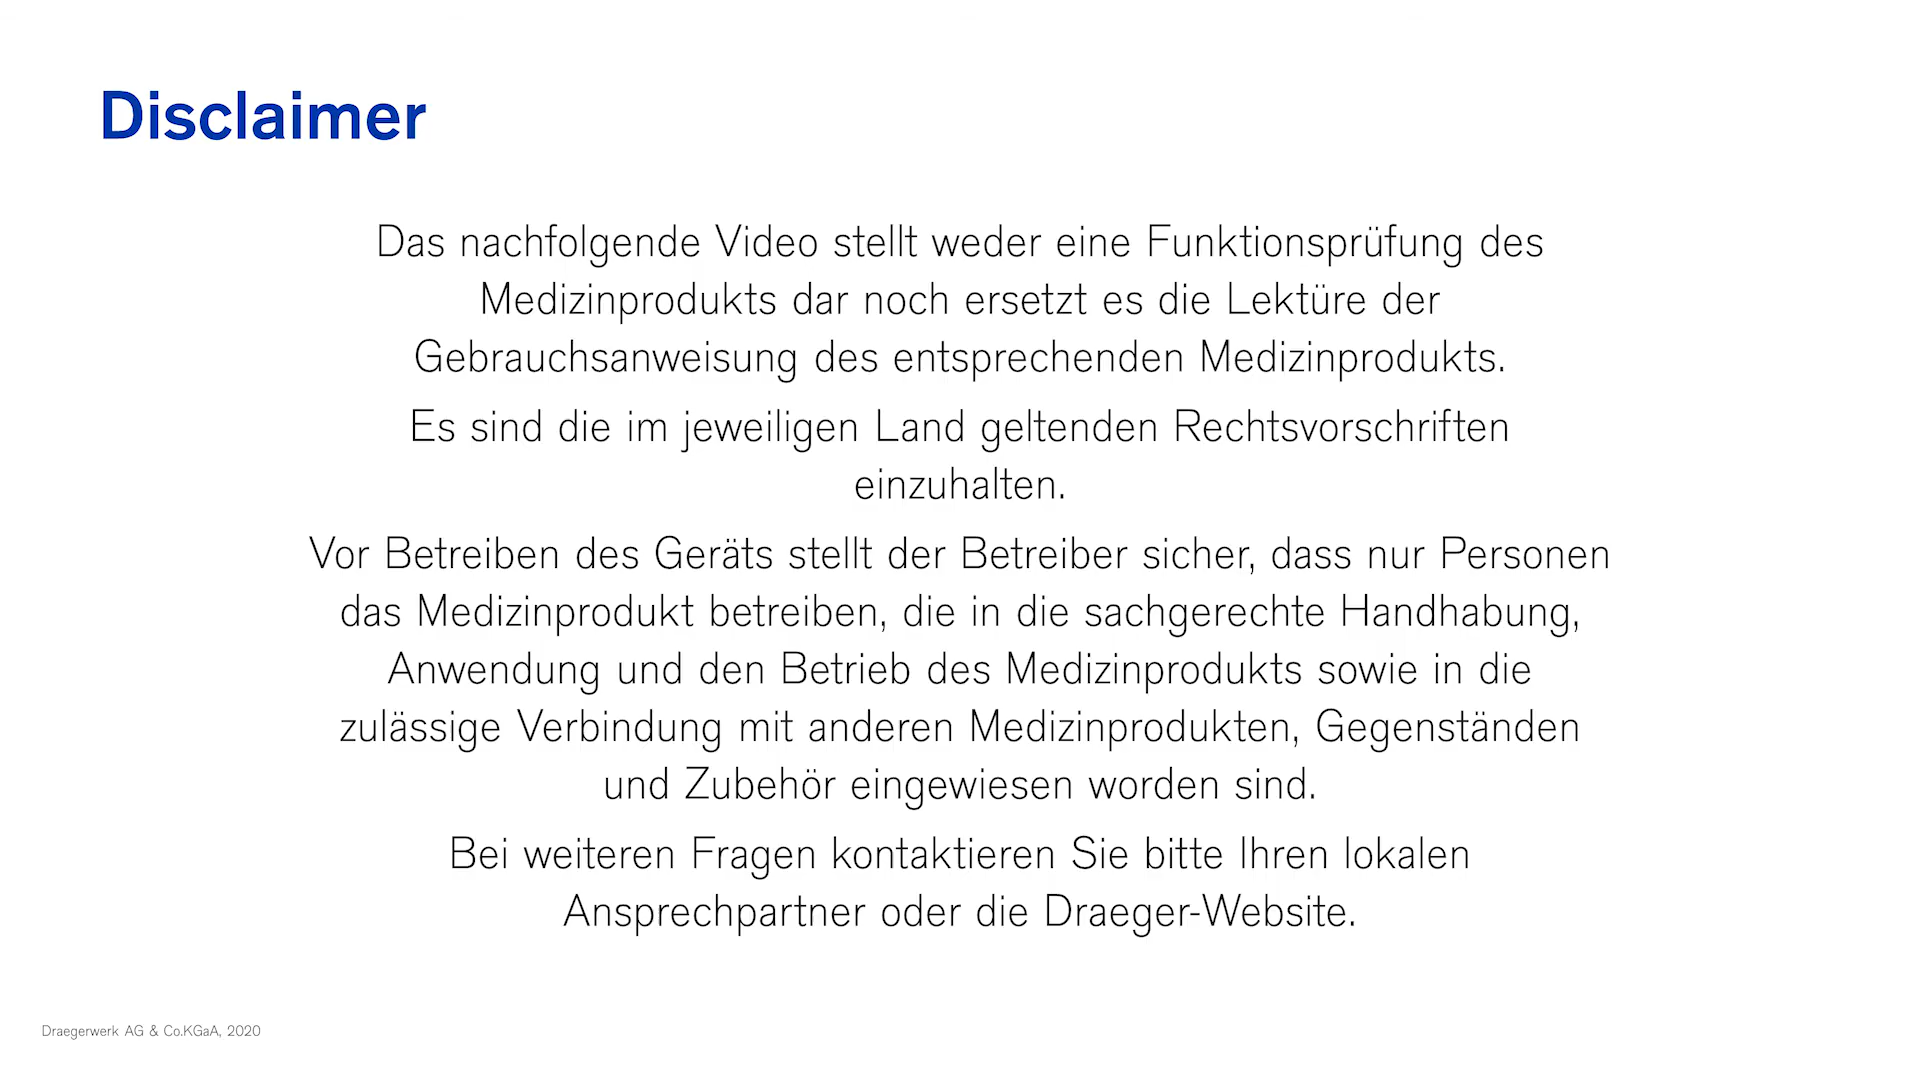 Disclaimer
Das nachfolgende Video stellt weder eine Funktionsprüfung des
Medizinprodukts dar noch ersetzt es die Lektüre der
Gebrauchsanweisung des entsprechenden Medizinprodukts.
Es sind die im jeweiligen Land geltenden Rechtsvorschriften
einzuhalten.
Vor Betreiben des Geräts stellt der Betreiber sicher, dass nur Personen
das Medizinprodukt betreiben, die in die sachgerechte Handhabung,
Anwendung und den Betrieb des Medizinprodukts sowie in die
zulässige Verbindung mit anderen Medizinprodukten, Gegenständen
und Zubehör eingewiesen worden sind.
Bei weiteren Fragen kontaktieren Sie bitte Ihren lokalen
Ansprechpartner oder die Draeger-Website.
Draegerwerk AG & Co.KGaA, 2020